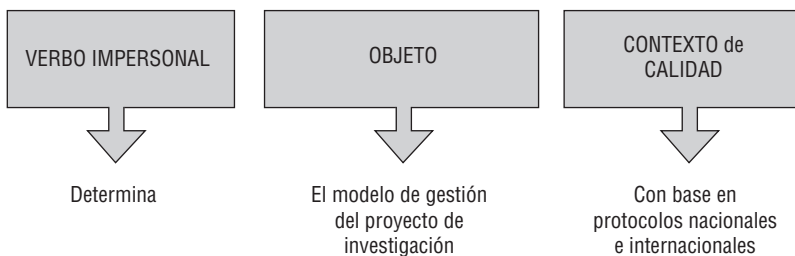 VERBO IMPERSONAL
OBJETO
CONTEXTO de
CALIDAD
Determina
El modelo de gestión
del proyecto de
investigación
Con base en
protocolos nacionales
e internacionales